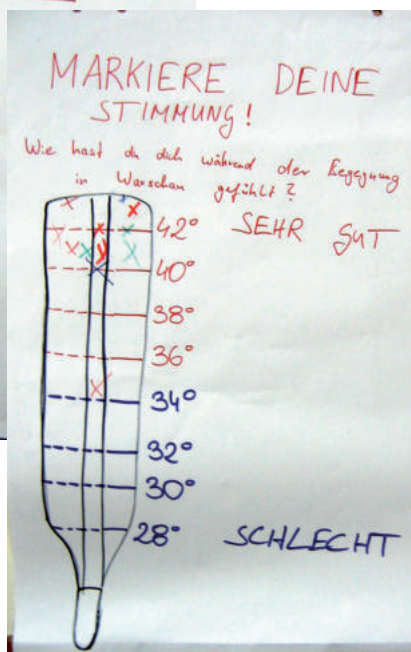 MARKIERE DEINE
STIMMUNG!
Wie hast du dich während der Begegnung
in Warschau gefühlt?
42° SEHR GUT
40°
38°
36°
34°
32°
30°
28° SCHLECHT